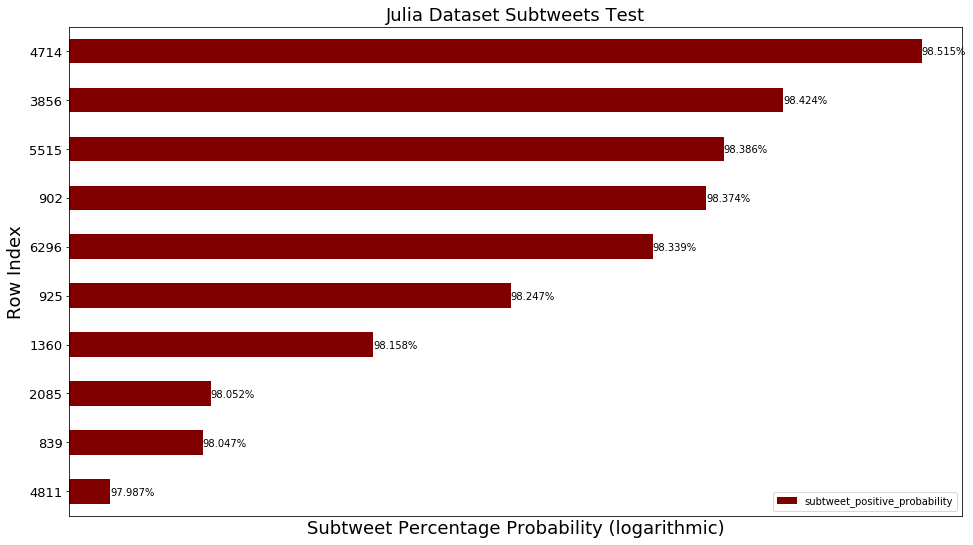 Julia Dataset Subtweets Test
Row Index
4714 98.515%
3856 98.424%
5515 98.386%
902 98.374%
6296 98.339%
925 98.247%
1360 98.158%
2085 98.052%
839 98.047%
4811 97.987%
subtweet_positive_probability
Subtweet Percentage Probability (logarithmic)